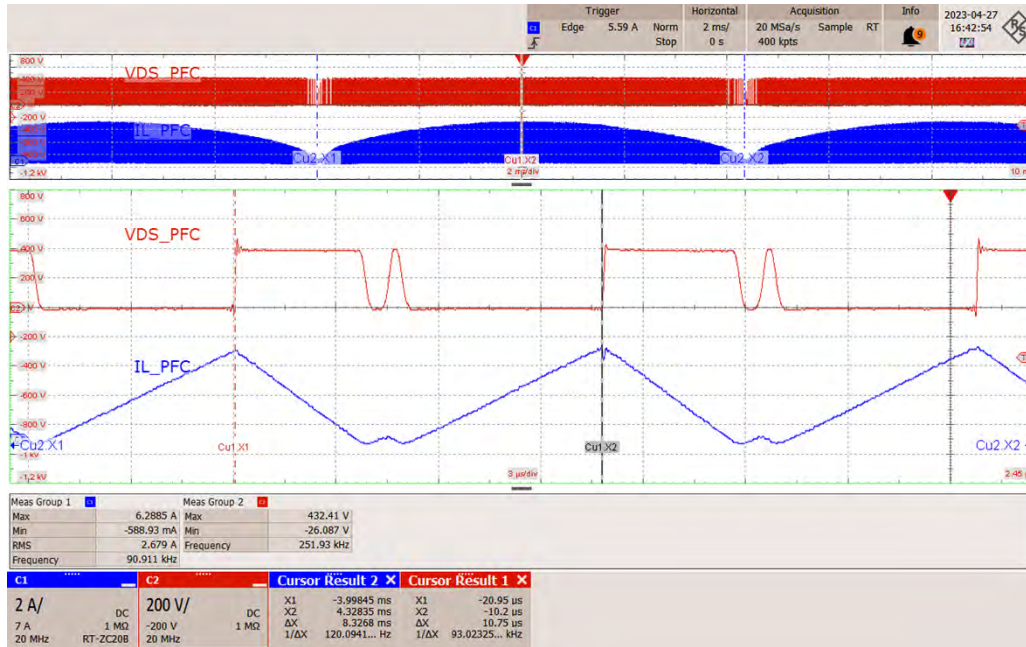 Trigger Horizontal Acquisition Info 2023-04-27
C1 Edge 5.59 A Norm 2 ms/ 20 MSa/s Sample RT 9 16:42:54
Stop 0 s 400 kpts
800 V
VDS_PFC
-200 V
IL_PFC
Cu2.X1 Cu1.X2 Cu2.X2
-1.2 kV 2 ms/div
800 V
600 V
VDS_PFC
400 V
200 V
-200 V
IL_PFC
-400 V
-600 V
-800 V
Cu2.X1 Cu1.X1 Cu1.X2 Cu2.X2
-1 kV
-1.2 kV 3 µs/div
Meas Group 1 C1 Meas Group 2 C2
Max 6.2885 A Max 432.41 V
Min -588.93 mA Min -26.087 V
RMS 2.679 A Frequency 251.93 kHz
Frequency 90.911 kHz
C1 C2 Cursor Result 2 X Cursor Result 1 X
2 A/ DC 200 V/ DC X1 -3.99845 ms X1 -20.95 µs
X2 4.32835 ms X2 -10.2 µs
7 A 1 MΩ -200 V 1 MΩ ΔX 8.3268 ms ΔX 10.75 µs
20 MHz RT-ZC20B 20 MHz 1/ΔX 120.0941... Hz 1/ΔX 93.02325... kHz